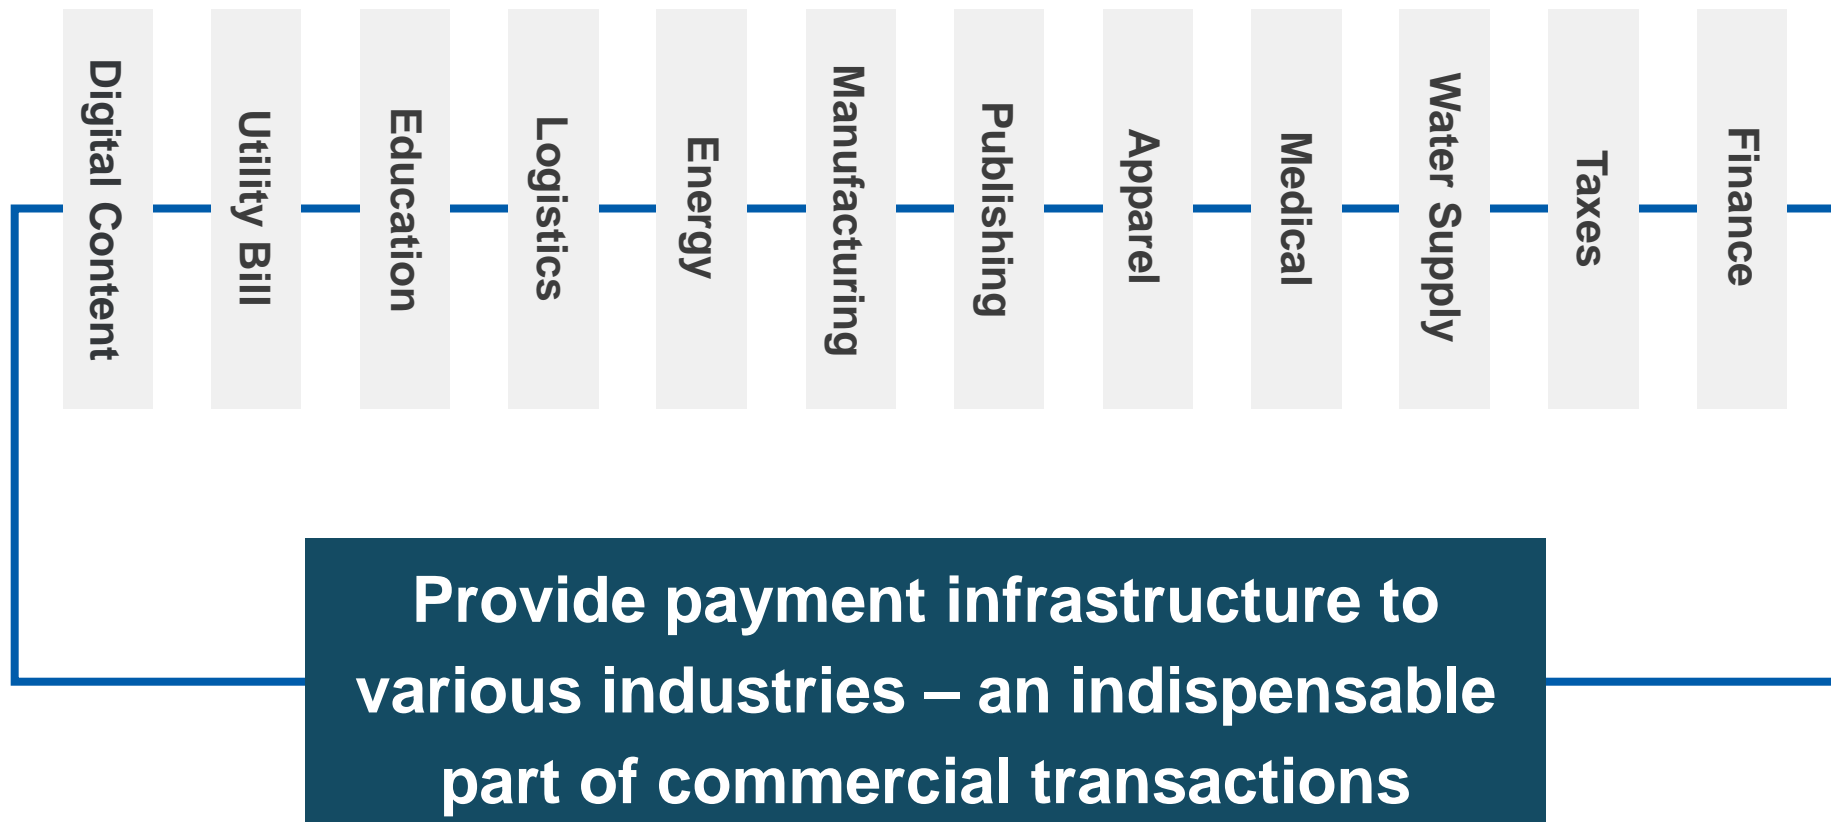 Digital Content
Utility Bill
Education
Logistics
Energy
Manufacturing
Publishing
Apparel
Medical
Water Supply
Taxes
Finance
Provide payment infrastructure to
various industries – an indispensable
part of commercial transactions